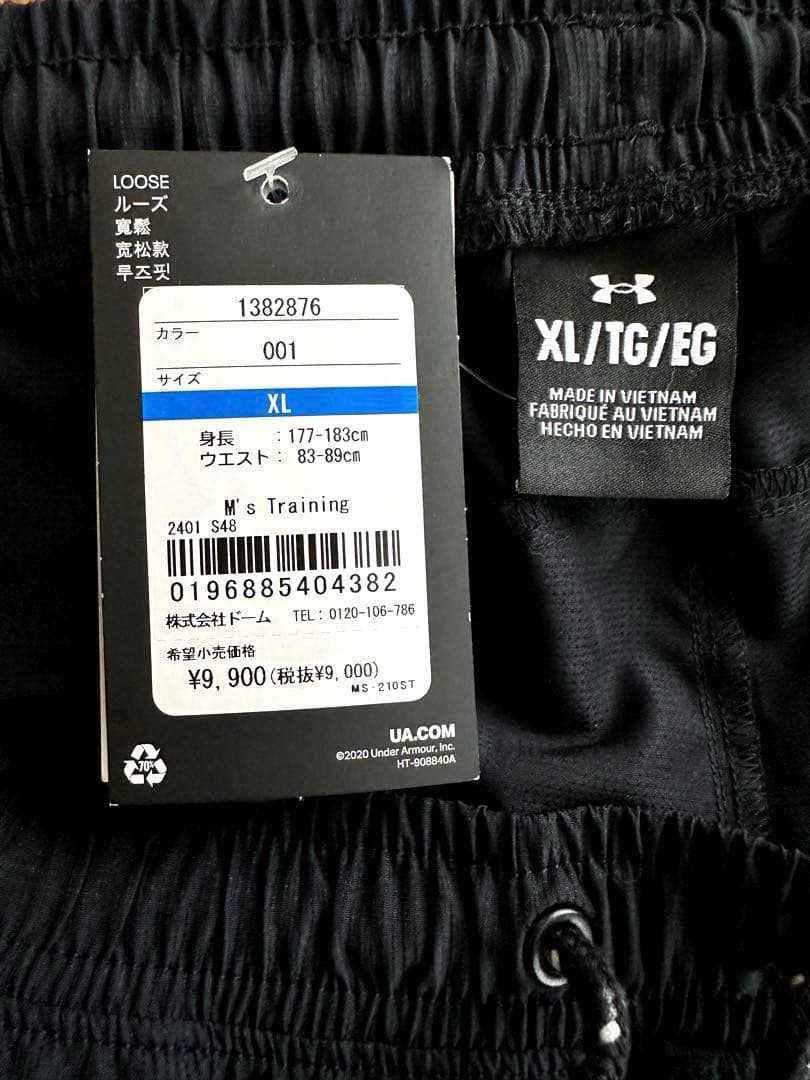 LOOSE
ルーズ
寬鬆
宽松款
루즈핏
1382876
カラー
001
サイズ
XL
身長 :177-183cm
ウエスト: 83-89cm
M's Training
2401 S48
0196885404382
株式会社ドーム TEL:0120-106-786
希望小売価格
¥9,900(税抜¥9,000)
MS-210ST
UA.COM
©2020 Under Armour, Inc.
HT-908840A
70%
XL/TG/EG
MADE IN VIETNAM
FABRIQUÉ AU VIETNAM
HECHO EN VIETNAM